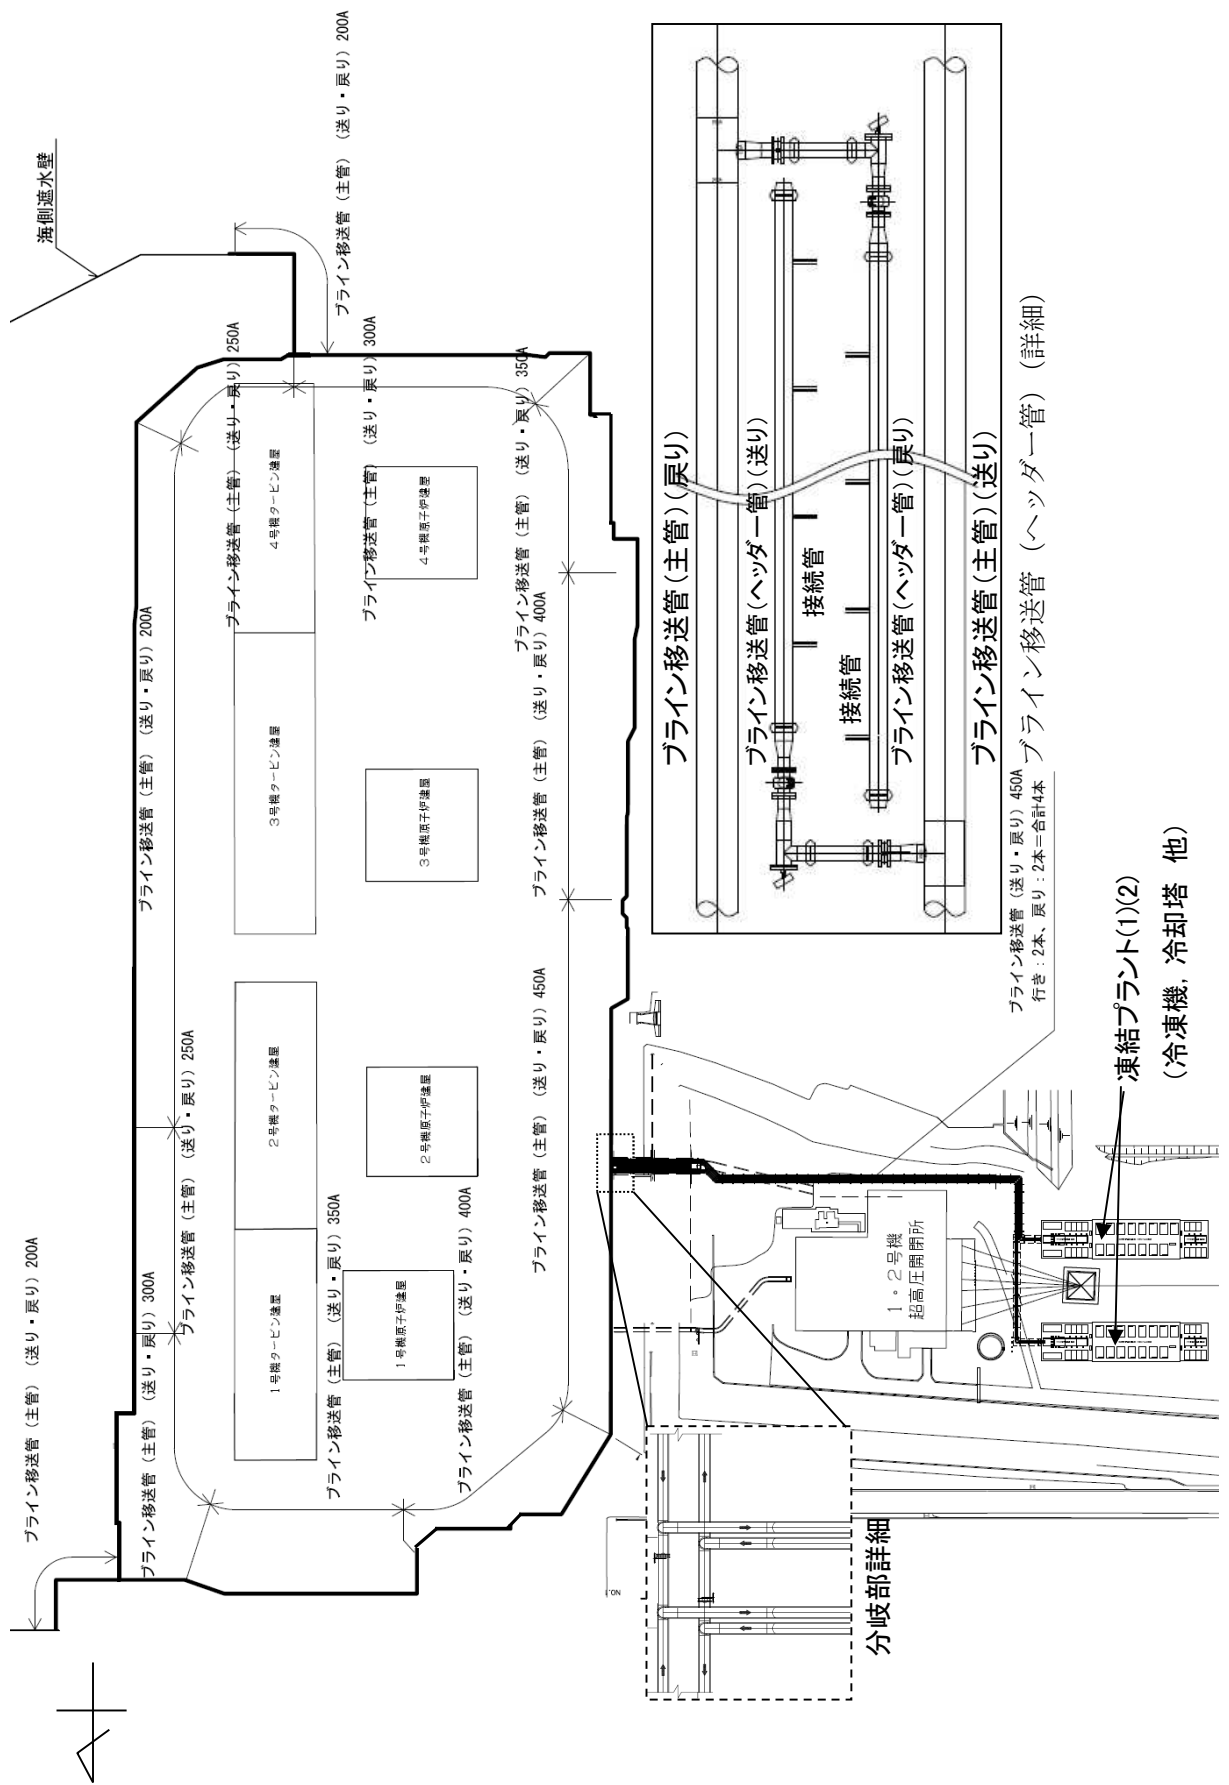 海側遮水壁
ブライン移送管（主管）（送り・戻り）200A
ブライン移送管（主管）（送り・戻り）250A
ブライン移送管（主管）（送り・戻り）300A
ブライン移送管（主管）（送り・戻り）350A
ブライン移送管（主管）（送り・戻り）200A
ブライン移送管（主管）（送り・戻り）400A
ブライン移送管（主管）（送り・戻り）250A
ブライン移送管（主管）（送り・戻り）450A
ブライン移送管（主管）（送り・戻り）200A
ブライン移送管（主管）（送り・戻り）300A
ブライン移送管（主管）（送り・戻り）350A
ブライン移送管（主管）（送り・戻り）400A
4号機タービン建屋
3号機タービン建屋
2号機タービン建屋
1号機タービン建屋
4号機原子炉建屋
3号機原子炉建屋
2号機原子炉建屋
1号機原子炉建屋
ブライン移送管（主管）（戻り）
ブライン移送管（ヘッダー管）（送り）
接続管
接続管
ブライン移送管（ヘッダー管）（戻り）
ブライン移送管（主管）（送り）
ブライン移送管（ヘッダー管）（詳細）
ブライン移送管（送り・戻り）450A
行き：2本、戻り：2本＝合計4本
凍結プラント(1)(2)
（冷凍機，冷却塔　他）
1・2号機
超高圧開閉所
分岐部詳細
NO.1